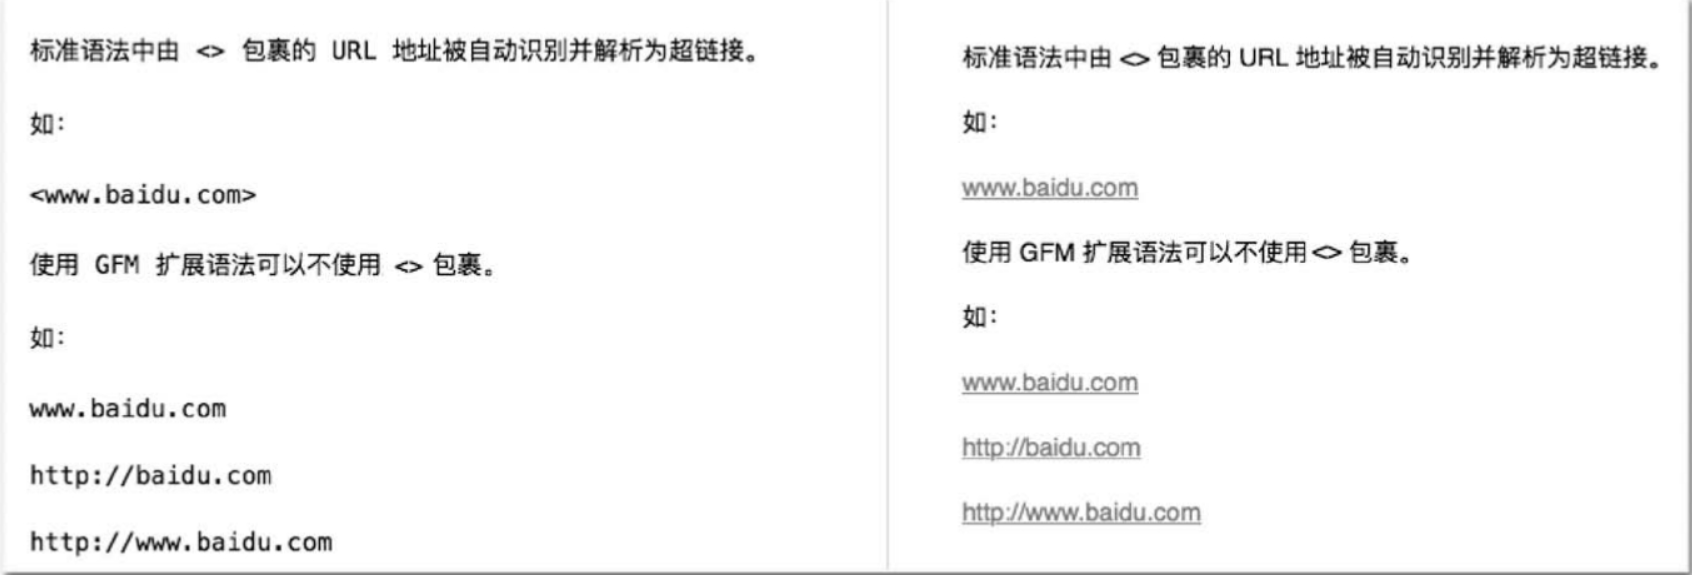 标准语法中由 <> 包裹的 URL 地址被自动识别并解析为超链接。
如：
<www.baidu.com>
使用 GFM 扩展语法可以不使用 <> 包裹。
如：
www.baidu.com
http://baidu.com
http://www.baidu.com
标准语法中由 <> 包裹的 URL 地址被自动识别并解析为超链接。
如：
www.baidu.com
使用 GFM 扩展语法可以不使用<> 包裹。
如：
www.baidu.com
http://baidu.com
http://www.baidu.com